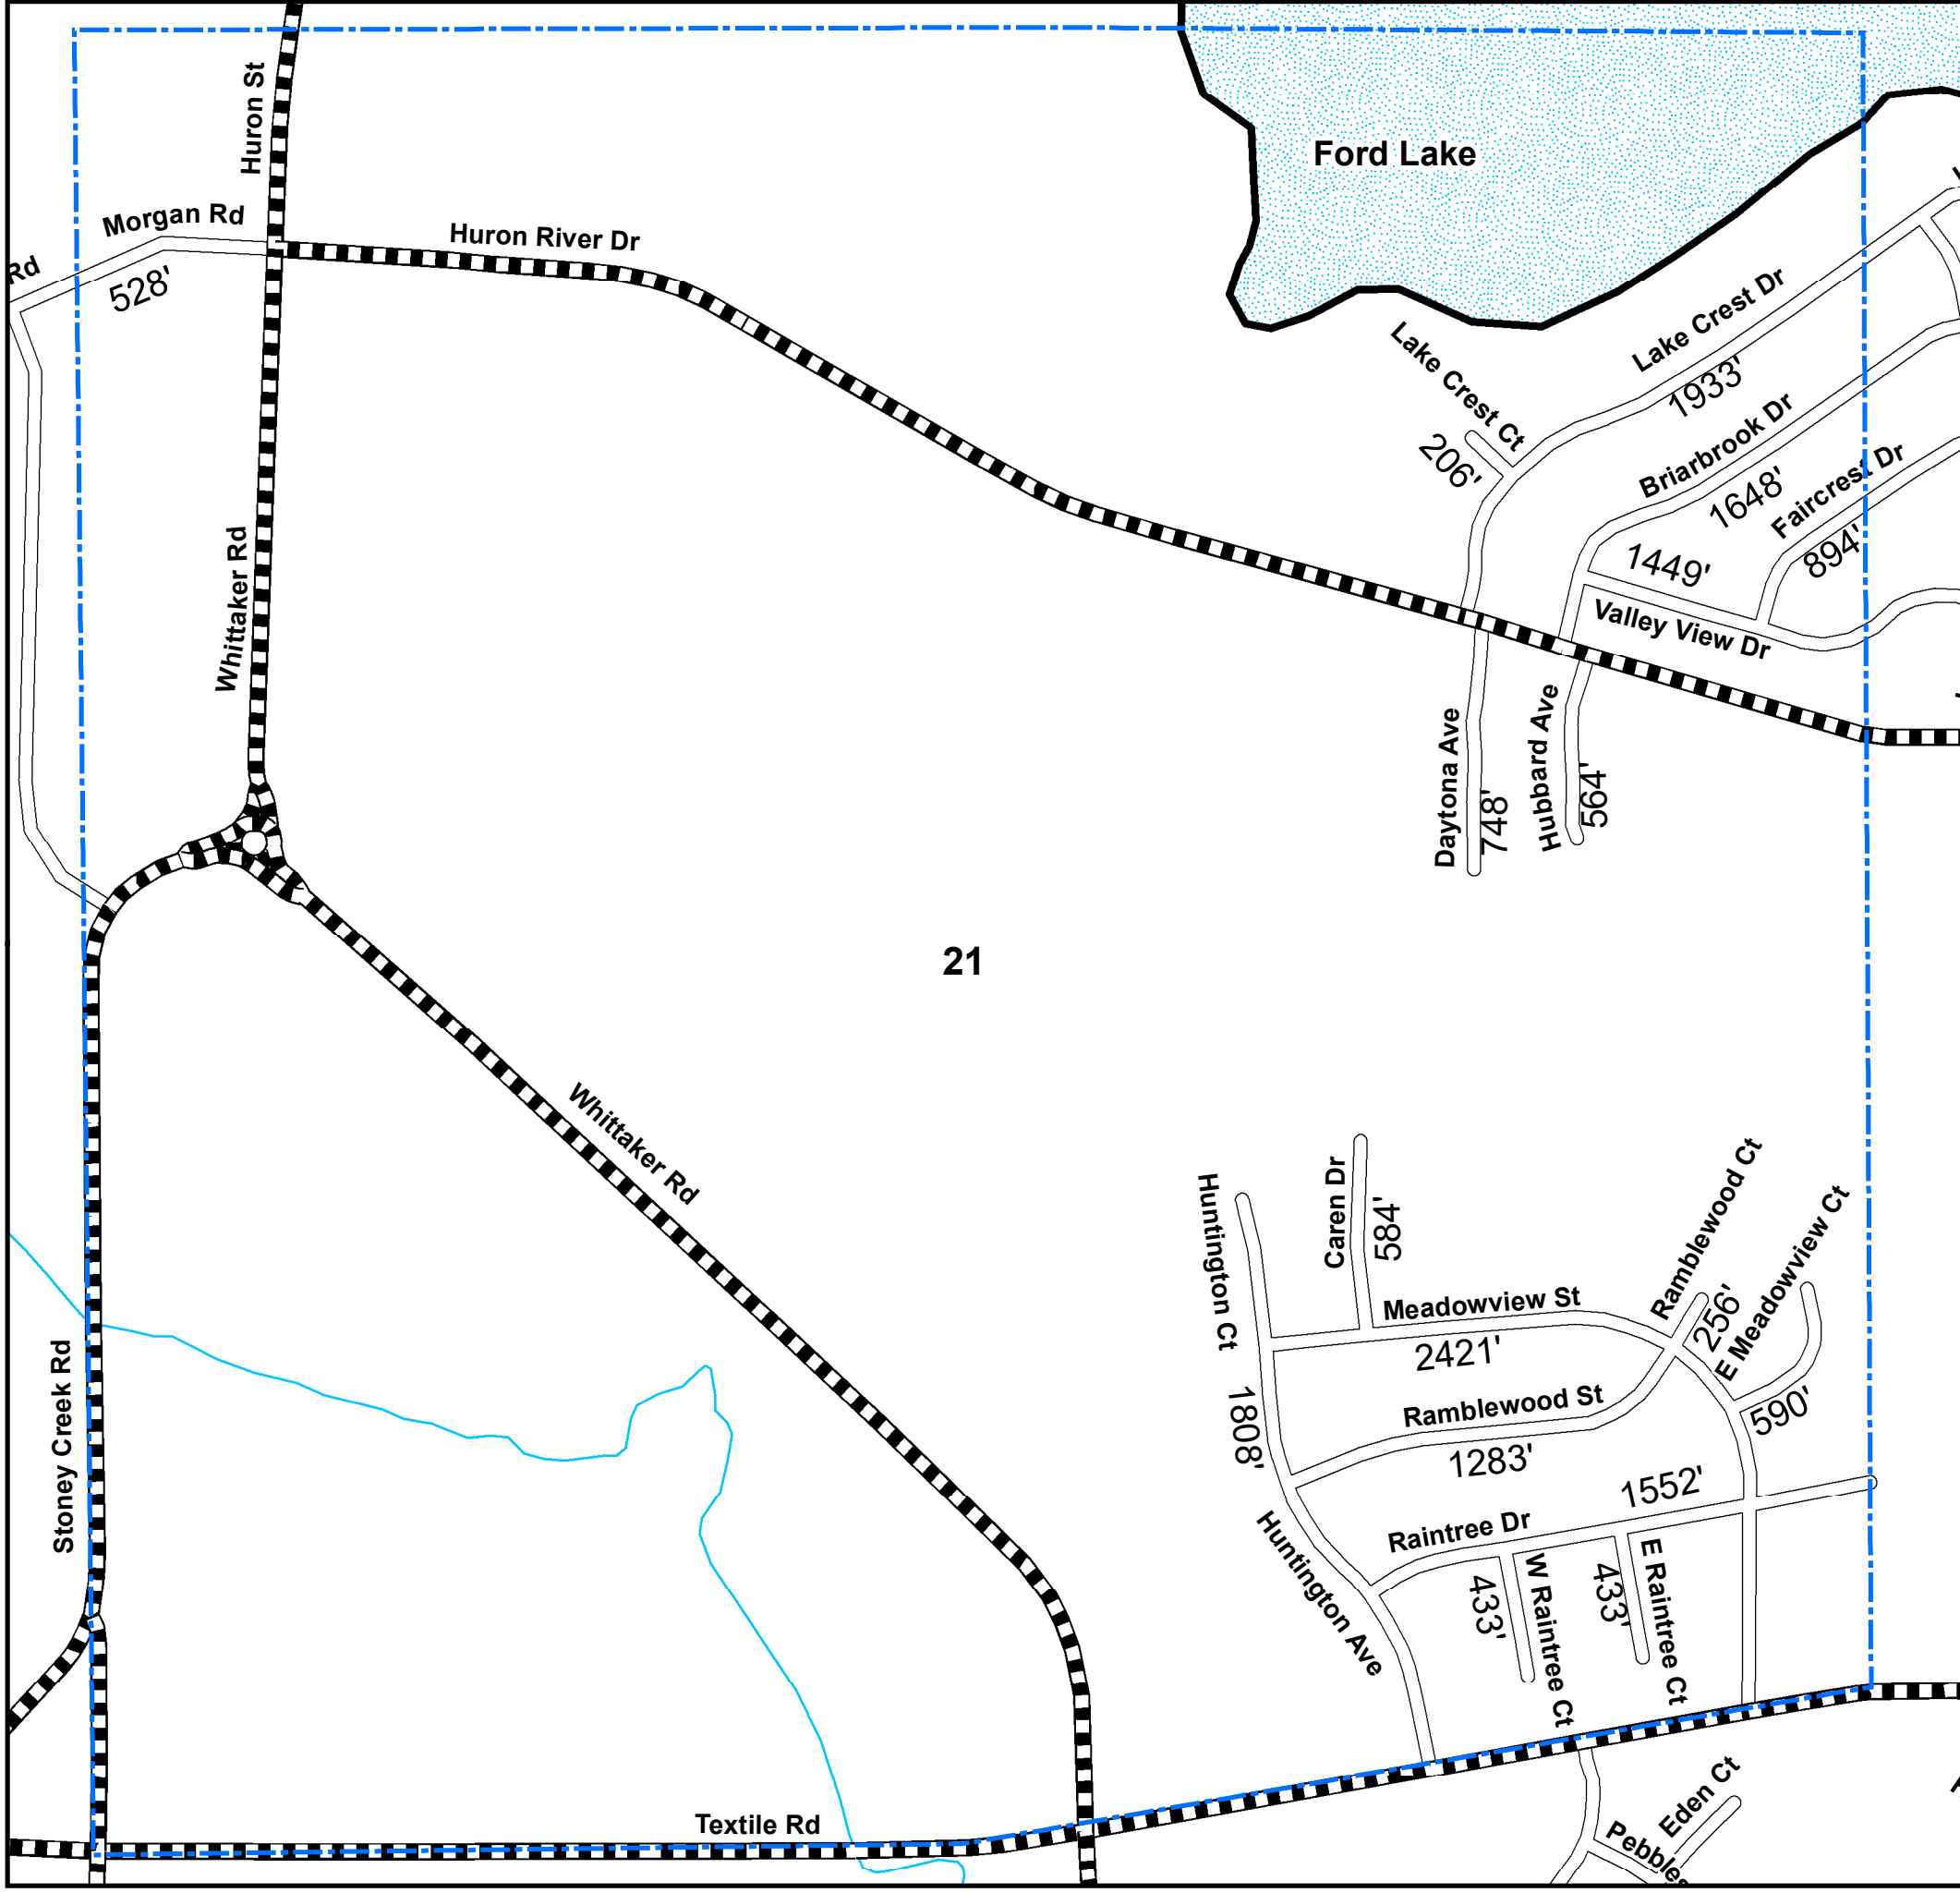 Huron St
Ford Lake
Morgan Rd
Huron River Dr
Rd
528'
Lake Crest Dr
1933'
Lake Crest Ct
206'
Briarbrook Dr
1648'
Faircrest Dr
894'
1449'
Valley View Dr
Whittaker Rd
Daytona Ave
748'
Hubbard Ave
564'
21
Whittaker Rd
Huntington Ct
1808'
Caren Dr
584'
Ramblewood Ct
256'
E Meadowview Ct
590'
Meadowview St
2421'
Ramblewood St
1283'
1552'
Raintree Dr
Stoney Creek Rd
Huntington Ave
433'
W Raintree Ct
433'
E Raintree Ct
Textile Rd
Eden Ct
Pebbles